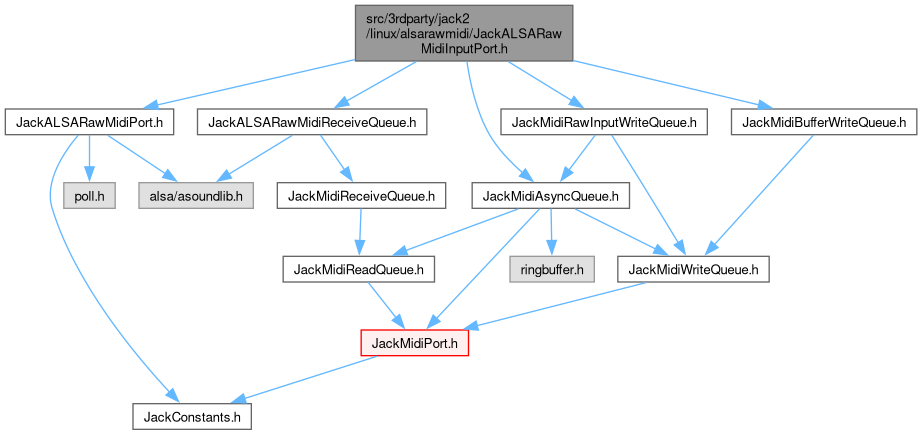 src/3rdparty/jack2
/linux/alsarawmidi/JackALSARaw
MidiInputPort.h
JackALSARawMidiPort.h
JackALSARawMidiReceiveQueue.h
JackMidiRawInputWriteQueue.h
JackMidiBufferWriteQueue.h
poll.h
alsa/asoundlib.h
JackMidiReceiveQueue.h
JackMidiAsyncQueue.h
JackMidiReadQueue.h
ringbuffer.h
JackMidiWriteQueue.h
JackMidiPort.h
JackConstants.h